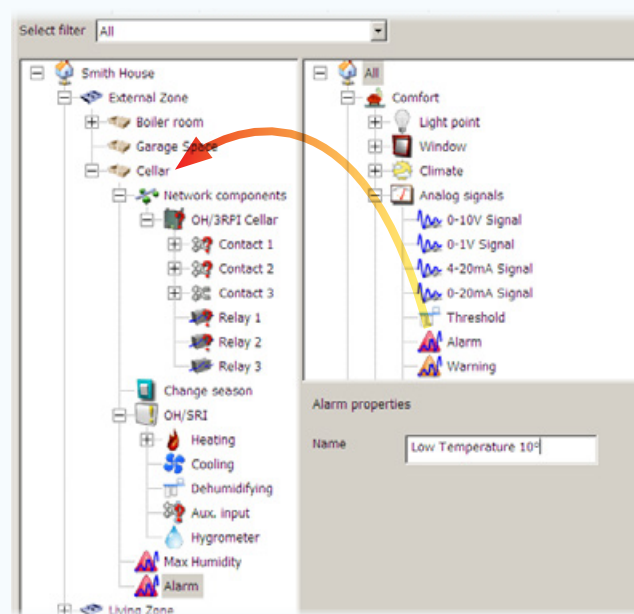 Select filter All
Smith House
External Zone
Boiler room
Garage Space
Cellar
Network components
OH/3RPI Cellar
Contact 1
Contact 2
Contact 3
Relay 1
Relay 2
Relay 3
Change season
OH/SRI
Heating
Cooling
Dehumidifying
Aux. input
Hygrometer
Max Humidity
Alarm
Living Zone
All
Comfort
Light point
Window
Climate
Analog signals
0-10V Signal
0-1V Signal
4-20mA Signal
0-20mA Signal
Threshold
Alarm
Warning
Alarm properties
Name Low Temperature 10º